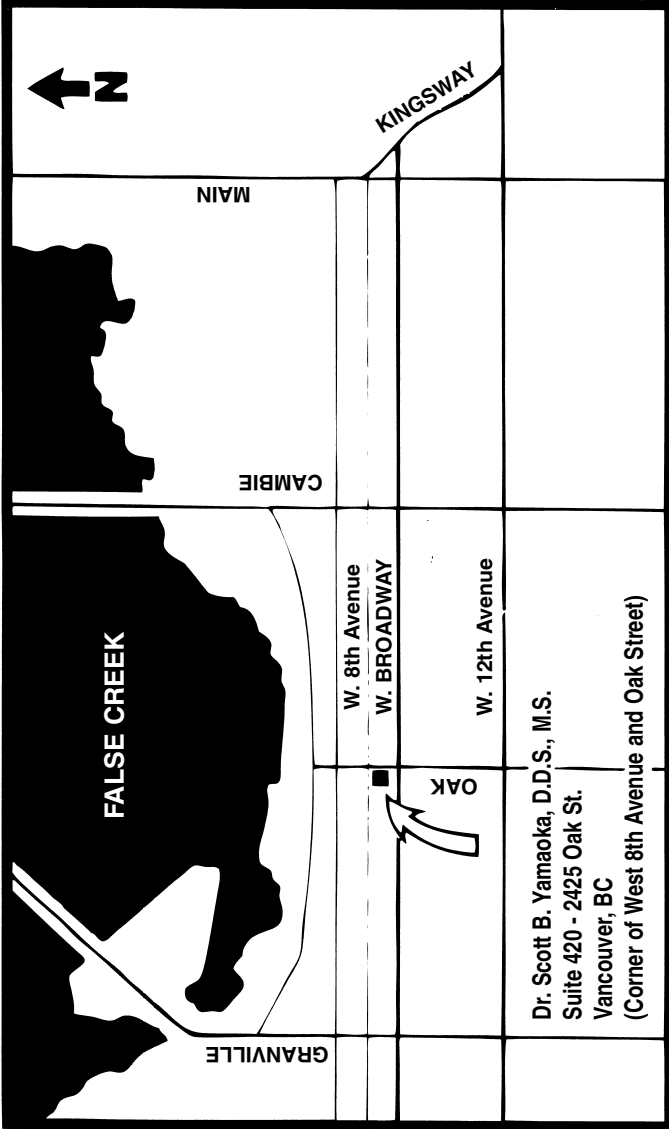 N
KINGSWAY
MAIN
CAMBIE
FALSE CREEK
W. 8th Avenue
W. BROADWAY
W. 12th Avenue
OAK
GRANVILLE
Dr. Scott B. Yamaoka, D.D.S., M.S.
Suite 420 - 2425 Oak St.
Vancouver, BC
(Corner of West 8th Avenue and Oak Street)